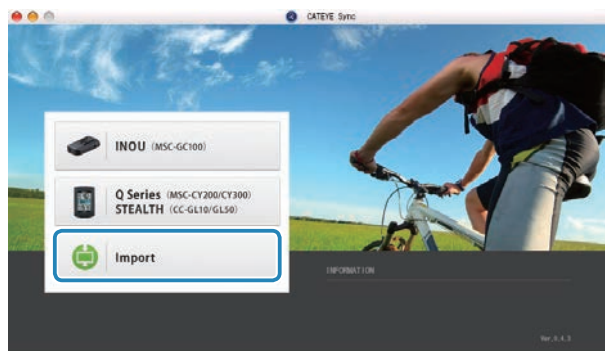 CATEYE Sync
INOU (MSC-GC100)
Q Series (MSC-CY200/CY300)
STEALTH (CC-GL10/GL50)
Import
INFORMATION